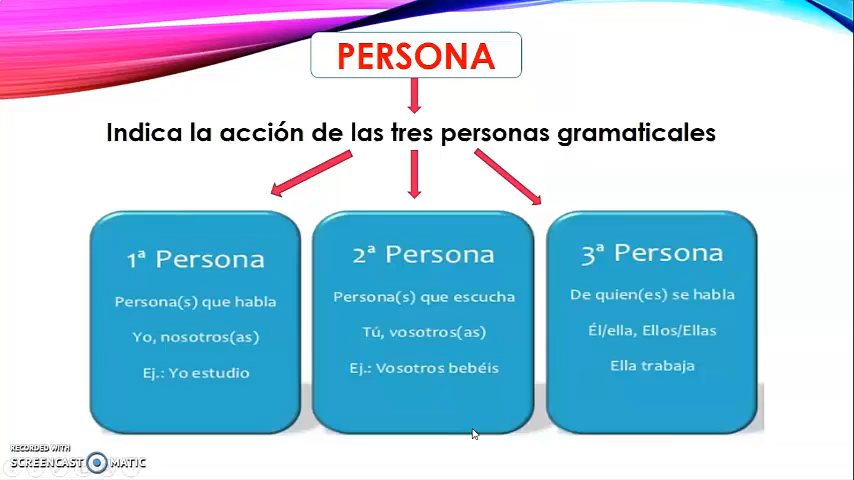 PERSONA
Indica la acción de las tres personas gramaticales
1ª Persona
Persona(s) que habla
Yo, nosotros(as)
Ej.: Yo estudio
2ª Persona
Persona(s) que escucha
Tú, vosotros(as)
Ej.: Vosotros bebéis
3ª Persona
De quien(es) se habla
Él/ella, Ellos/Ellas
Ella trabaja
RECORDED WITH
SCREENCAST MATIC